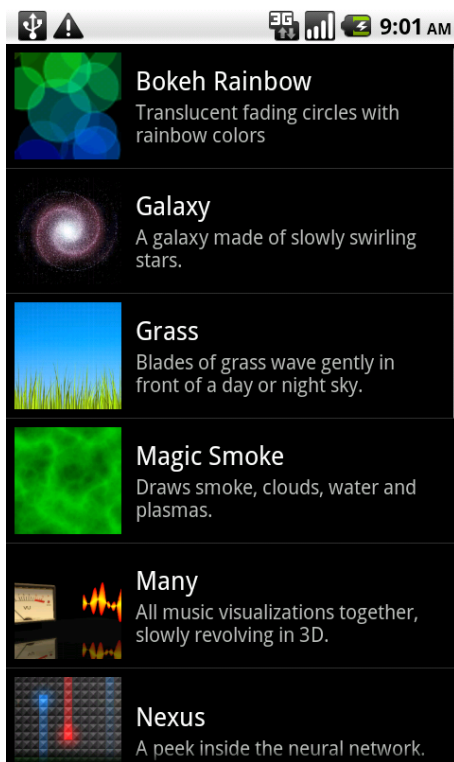 3G
9:01 AM
Bokeh Rainbow
Translucent fading circles with
rainbow colors
Galaxy
A galaxy made of slowly swirling
stars.
Grass
Blades of grass wave gently in
front of a day or night sky.
Magic Smoke
Draws smoke, clouds, water and
plasmas.
Many
VU
All music visualizations together,
slowly revolving in 3D.
Nexus
A peek inside the neural network.